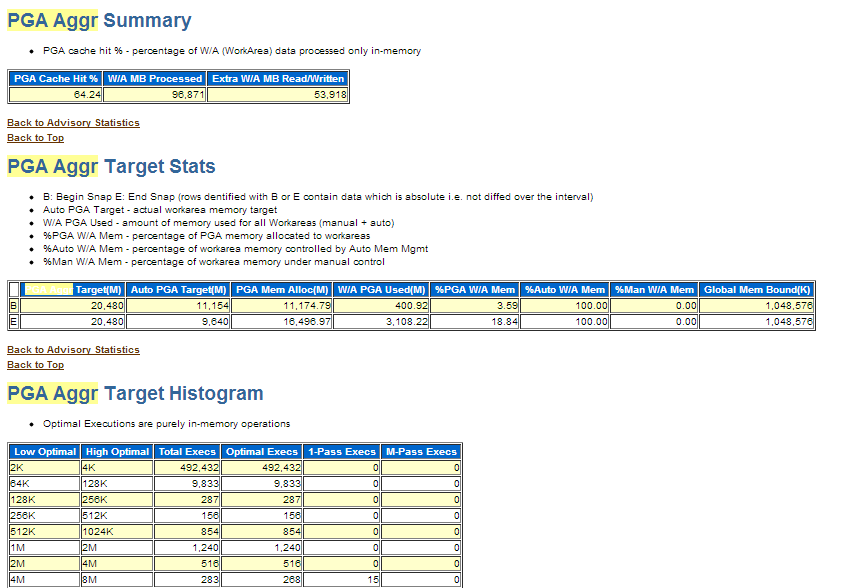 PGA Aggr Summary
• PGA cache hit % - percentage of W/A (WorkArea) data processed only in-memory
PGA Cache Hit % W/A MB Processed Extra W/A MB Read/Written
64.24 96,871 53,918
Back to Advisory Statistics
Back to Top
PGA Aggr Target Stats
• B: Begin Snap E: End Snap (rows dentified with B or E contain data which is absolute i.e. not diffed over the interval)
• Auto PGA Target - actual workarea memory target
• W/A PGA Used - amount of memory used for all Workareas (manual + auto)
• %PGA W/A Mem - percentage of PGA memory allocated to workareas
• %Auto W/A Mem - percentage of workarea memory controlled by Auto Mem Mgmt
• %Man W/A Mem - percentage of workarea memory under manual control
PGA Aggr Target(M) Auto PGA Target(M) PGA Mem Alloc(M) W/A PGA Used(M) %PGA W/A Mem %Auto W/A Mem %Man W/A Mem Global Mem Bound(K)
B 20,480 11,154 11,174.79 400.92 3.59 100.00 0.00 1,048,576
E 20,480 9,640 16,496.97 3,108.22 18.84 100.00 0.00 1,048,576
Back to Advisory Statistics
Back to Top
PGA Aggr Target Histogram
• Optimal Executions are purely in-memory operations
Low Optimal High Optimal Total Execs Optimal Execs 1-Pass Execs M-Pass Execs
2K 4K 492,432 492,432 0 0
64K 128K 9,833 9,833 0 0
128K 256K 287 287 0 0
256K 512K 156 156 0 0
512K 1024K 854 854 0 0
1M 2M 1,240 1,240 0 0
2M 4M 516 516 0 0
4M 8M 283 268 15 0